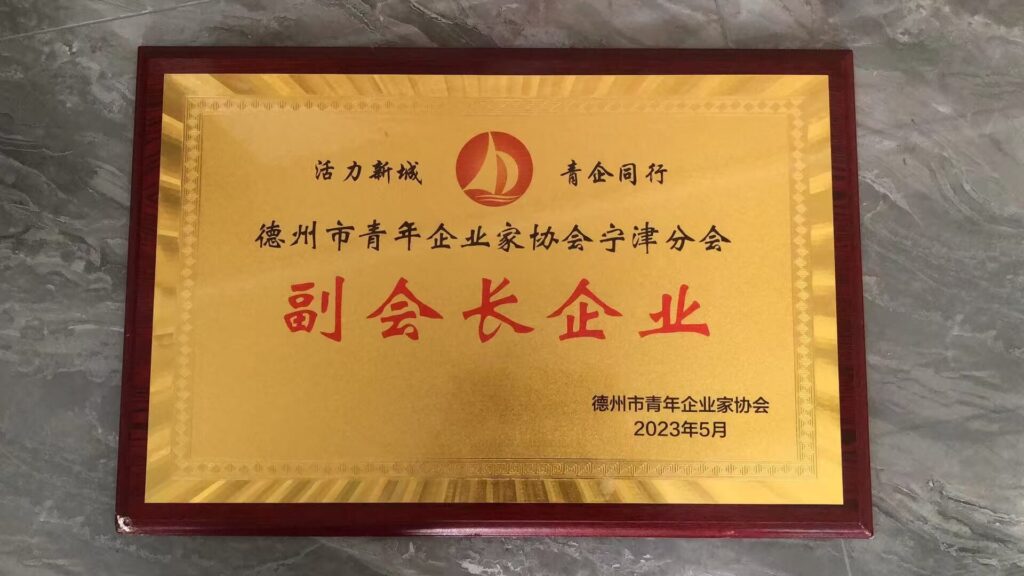 活力新城 青企同行
德州市青年企业家协会宁津分会
副会长企业
德州市青年企业家协会
2023年5月